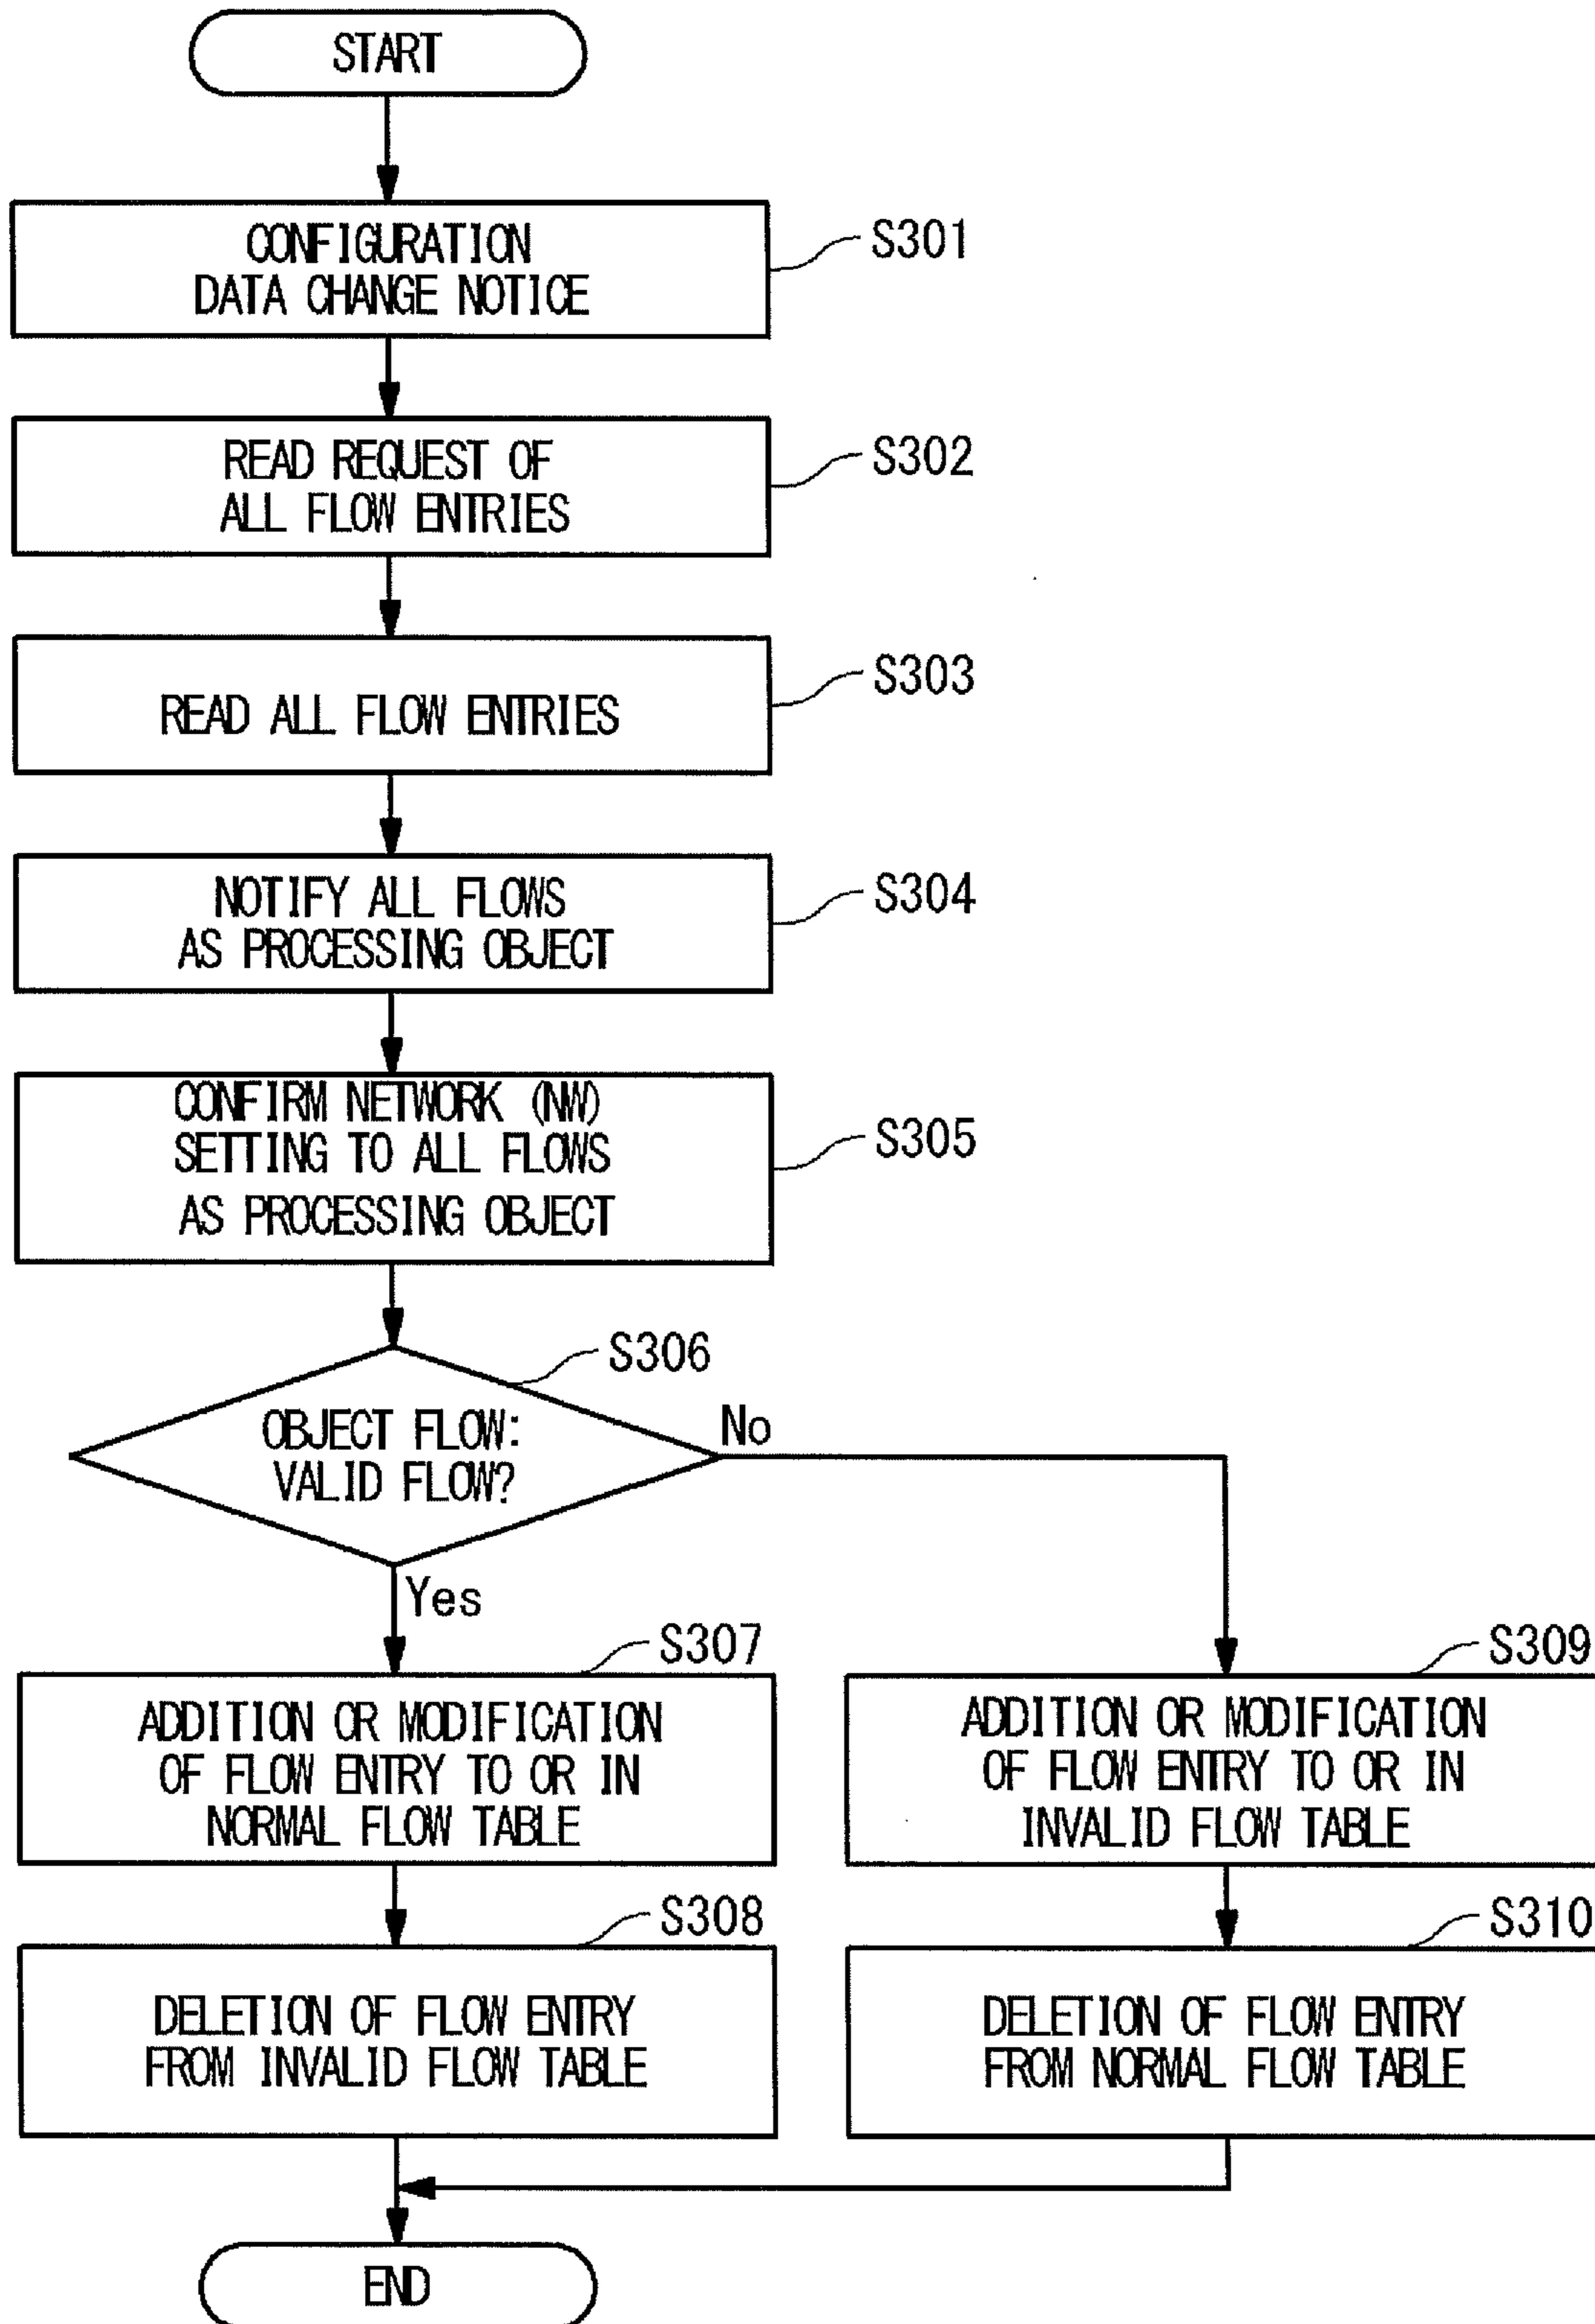 START
CONFIGURATION
DATA CHANGE NOTICE
S301
READ REQUEST OF
ALL FLOW ENTRIES
S302
READ ALL FLOW ENTRIES
S303
NOTIFY ALL FLOWS
AS PROCESSING OBJECT
S304
CONFIRM NETWORK (NW)
SETTING TO ALL FLOWS
AS PROCESSING OBJECT
S305
S306
OBJECT FLOW:
VALID FLOW?
No
Yes
S307
ADDITION OR MODIFICATION
OF FLOW ENTRY TO OR IN
NORMAL FLOW TABLE
S309
ADDITION OR MODIFICATION
OF FLOW ENTRY TO OR IN
INVALID FLOW TABLE
S308
DELETION OF FLOW ENTRY
FROM INVALID FLOW TABLE
S310
DELETION OF FLOW ENTRY
FROM NORMAL FLOW TABLE
END